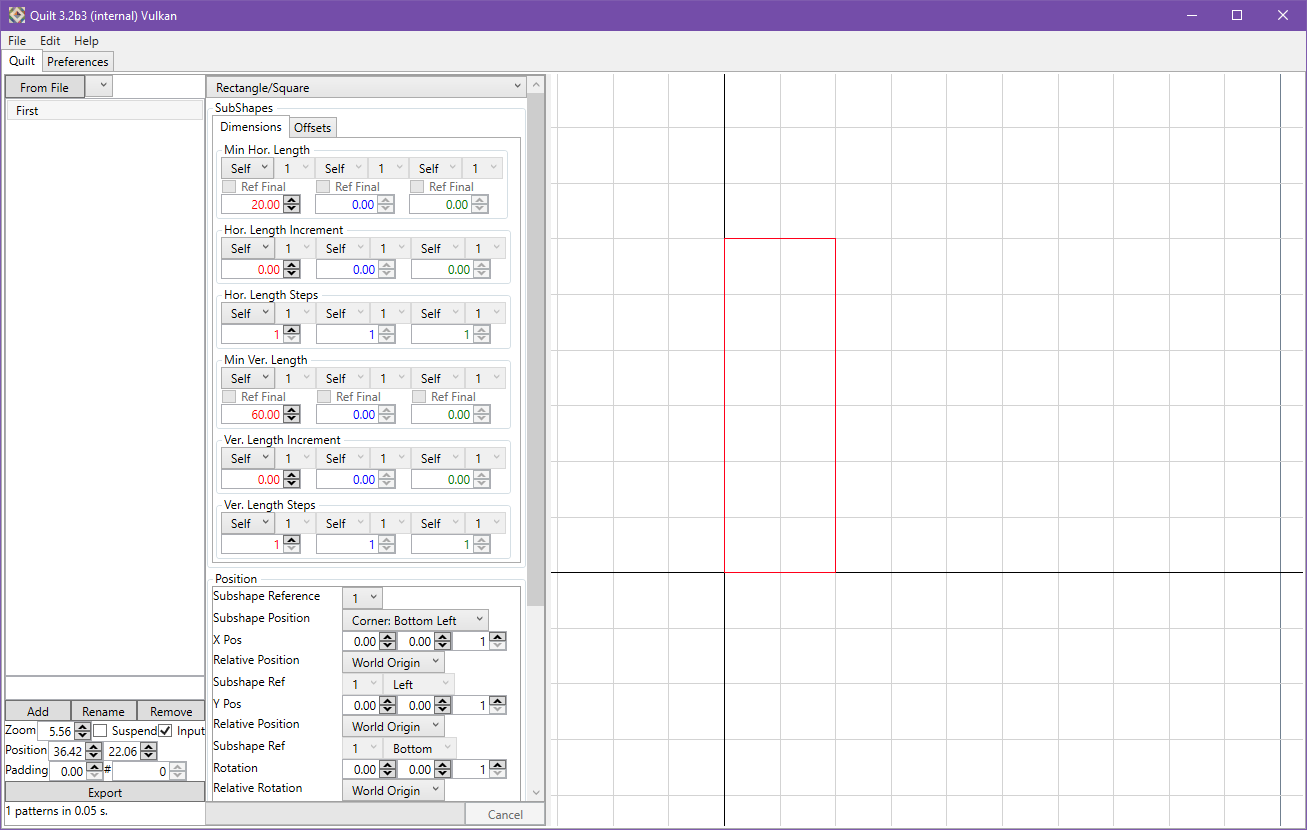 Quilt 3.2b3 (internal) Vulkan
File Edit Help
Quilt Preferences
From File
First
Rectangle/Square
SubShapes
Dimensions Offsets
Min Hor. Length
Self 1 Self 1 Self 1
Ref Final Ref Final Ref Final
20.00 0.00 0.00
Hor. Length Increment
Self 1 Self 1 Self 1
0.00 0.00 0.00
Hor. Length Steps
Self 1 Self 1 Self 1
1 1 1
Min Ver. Length
Self 1 Self 1 Self 1
Ref Final Ref Final Ref Final
60.00 0.00 0.00
Ver. Length Increment
Self 1 Self 1 Self 1
0.00 0.00 0.00
Ver. Length Steps
Self 1 Self 1 Self 1
1 1 1
Position
Subshape Reference 1
Subshape Position Corner: Bottom Left
X Pos 0.00 0.00 1
Relative Position World Origin
Subshape Ref 1 Left
Y Pos 0.00 0.00 1
Relative Position World Origin
Subshape Ref 1 Bottom
Rotation 0.00 0.00 1
Relative Rotation World Origin
Cancel
Add Rename Remove
Zoom 5.56 Suspend Input
Position 36.42 22.06
Padding 0.00 # 0
Export
1 patterns in 0.05 s.